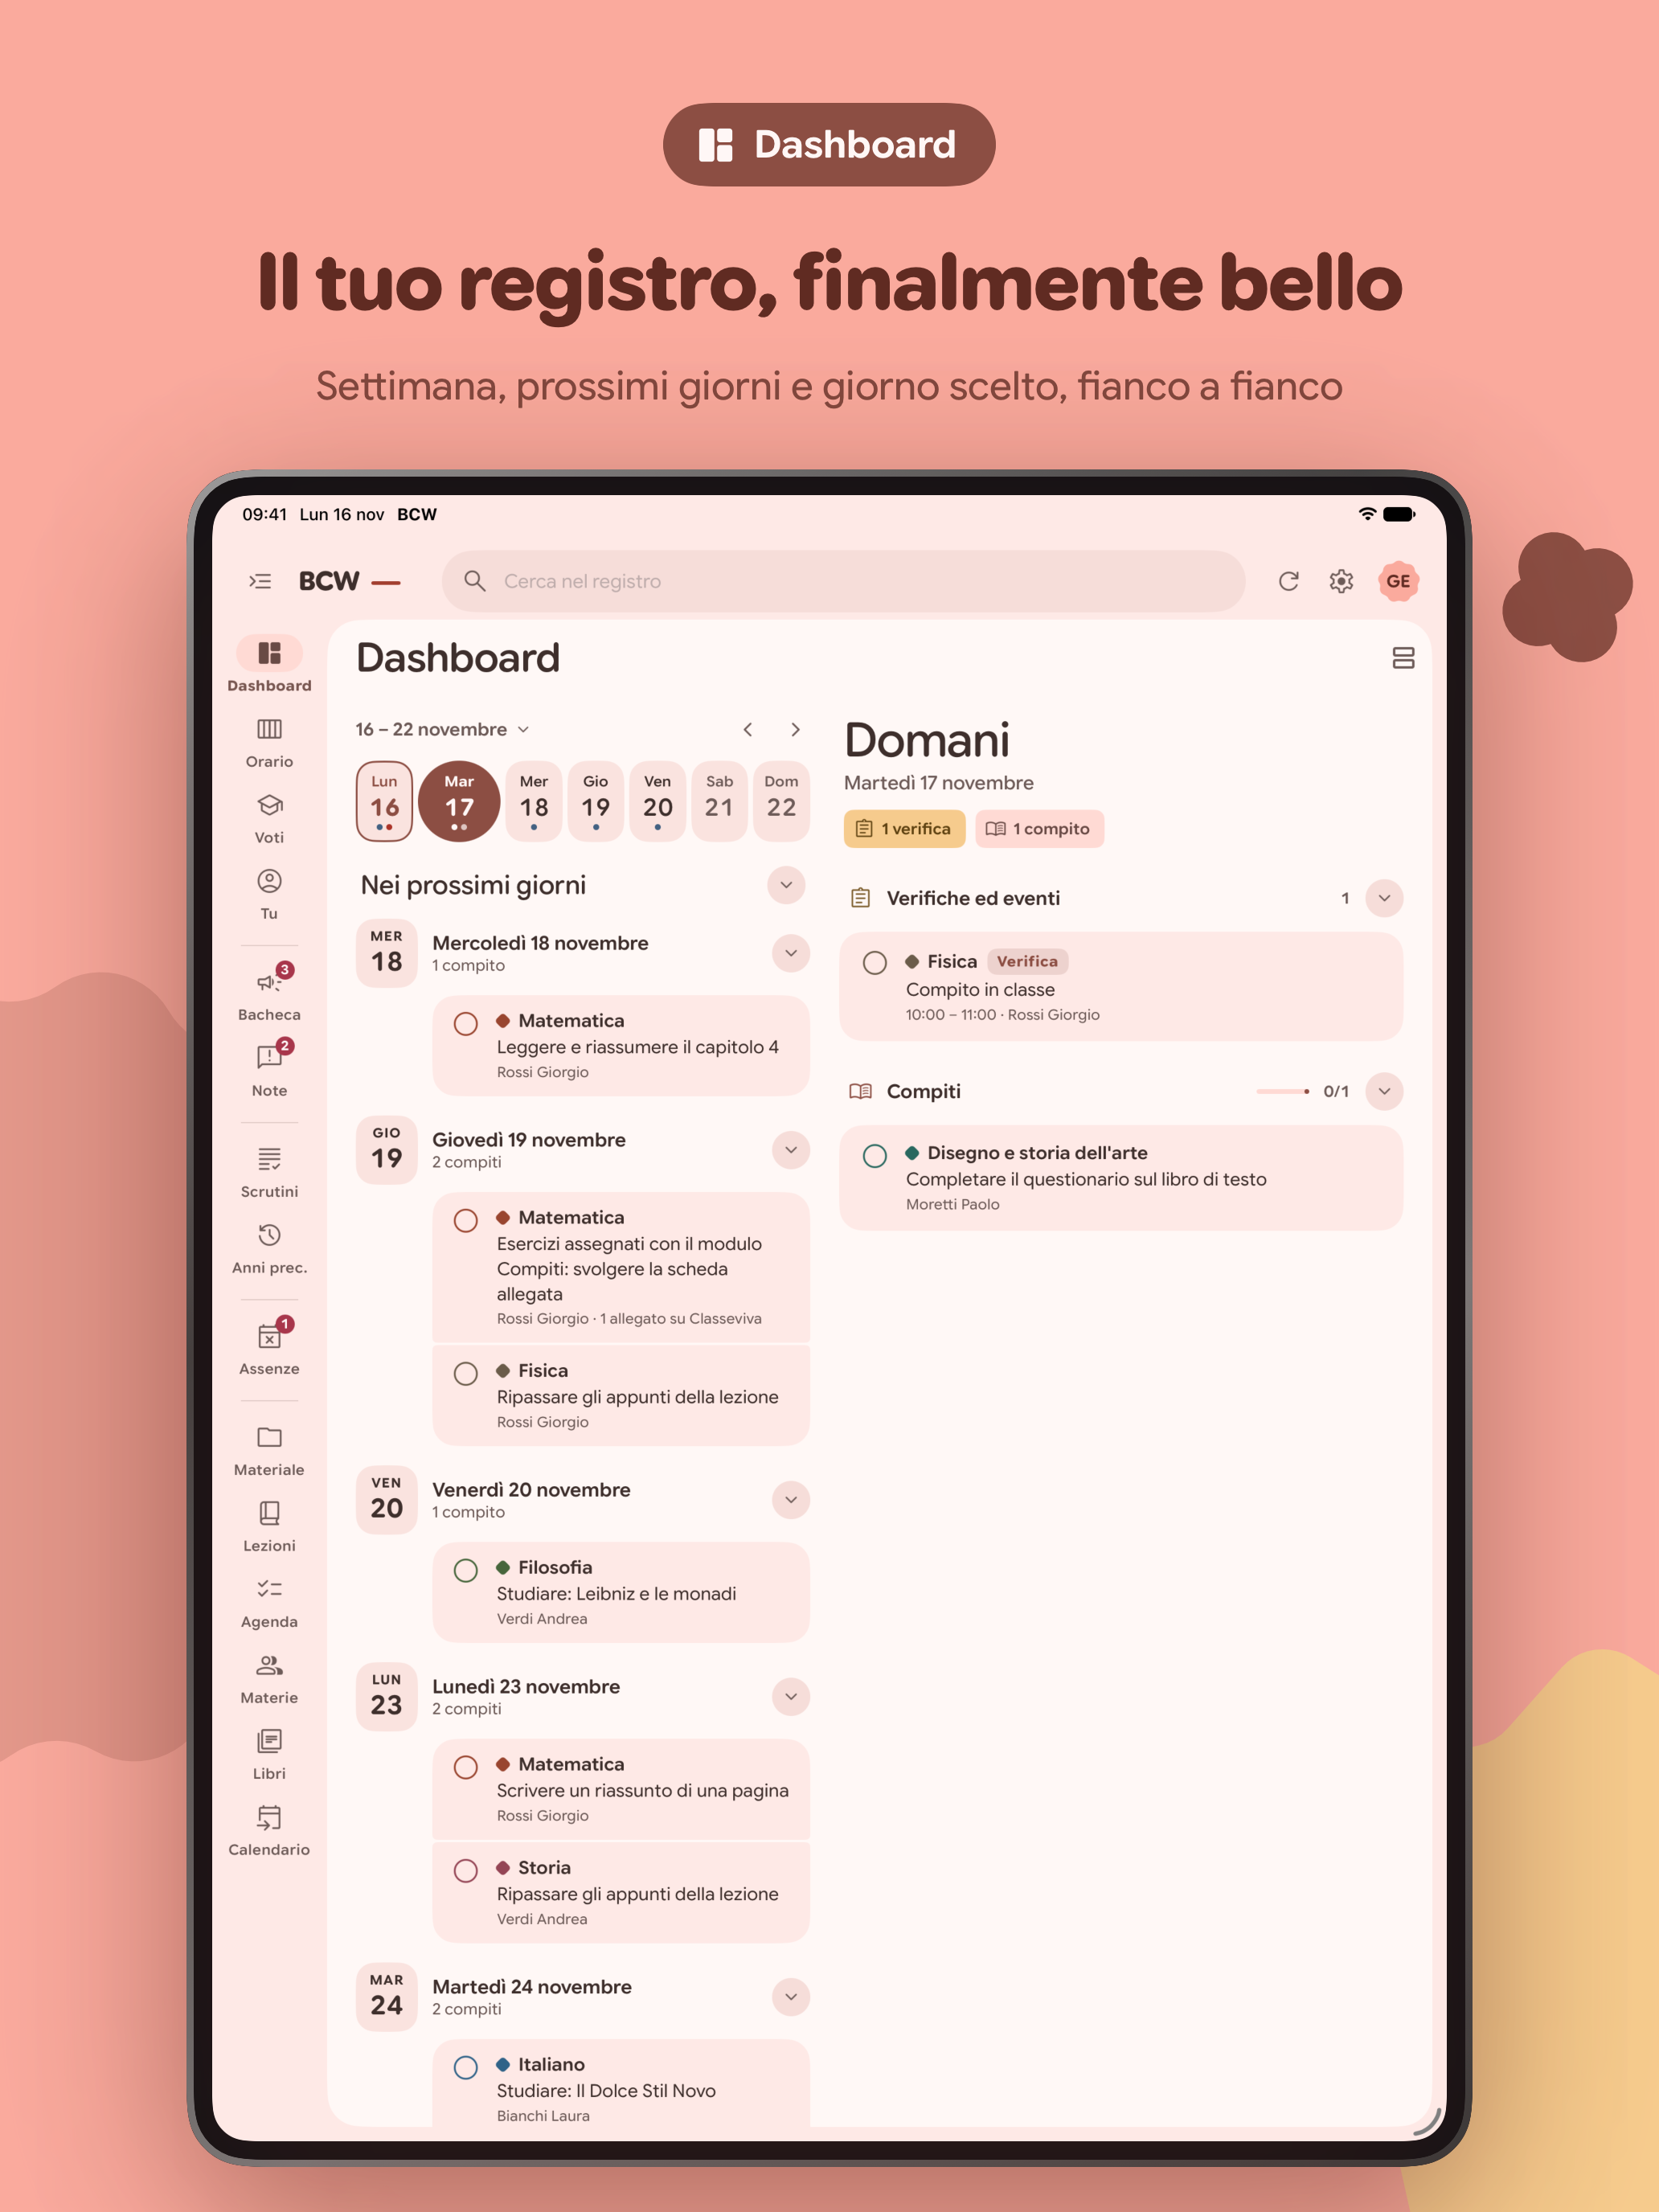 Dashboard
Il tuo registro, finalmente bello
Settimana, prossimi giorni e giorno scelto, fianco a fianco
09:41 Lun 16 nov BCW
BCW
Cerca nel registro
GE
Dashboard
Orario
Voti
Tu
3
Bacheca
2
Note
Scrutini
Anni prec.
1
Assenze
Materiale
Lezioni
Agenda
Materie
Libri
Calendario
Dashboard
16 – 22 novembre
Lun Mar Mer Gio Ven Sab Dom
16 17 18 19 20 21 22
Nei prossimi giorni
MER
18
Mercoledì 18 novembre
1 compito
Matematica
Leggere e riassumere il capitolo 4
Rossi Giorgio
GIO
19
Giovedì 19 novembre
2 compiti
Matematica
Esercizi assegnati con il modulo
Compiti: svolgere la scheda
allegata
Rossi Giorgio · 1 allegato su Classeviva
Fisica
Ripassare gli appunti della lezione
Rossi Giorgio
VEN
20
Venerdì 20 novembre
1 compito
Filosofia
Studiare: Leibniz e le monadi
Verdi Andrea
LUN
23
Lunedì 23 novembre
2 compiti
Matematica
Scrivere un riassunto di una pagina
Rossi Giorgio
Storia
Ripassare gli appunti della lezione
Verdi Andrea
MAR
24
Martedì 24 novembre
2 compiti
Italiano
Studiare: Il Dolce Stil Novo
Bianchi Laura
Domani
Martedì 17 novembre
1 verifica 1 compito
Verifiche ed eventi 1
Fisica Verifica
Compito in classe
10:00 – 11:00 · Rossi Giorgio
Compiti 0/1
Disegno e storia dell'arte
Completare il questionario sul libro di testo
Moretti Paolo